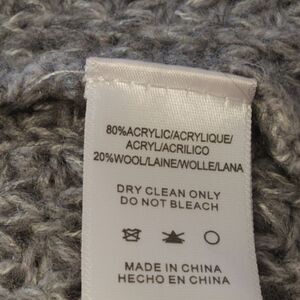 80%ACRYLIC/ACRYLIQUE/
ACRYL/ACRILICO
20%WOOL/LAINE/WOLLE/LANA
DRY CLEAN ONLY
DO NOT BLEACH
MADE IN CHINA
HECHO EN CHINA